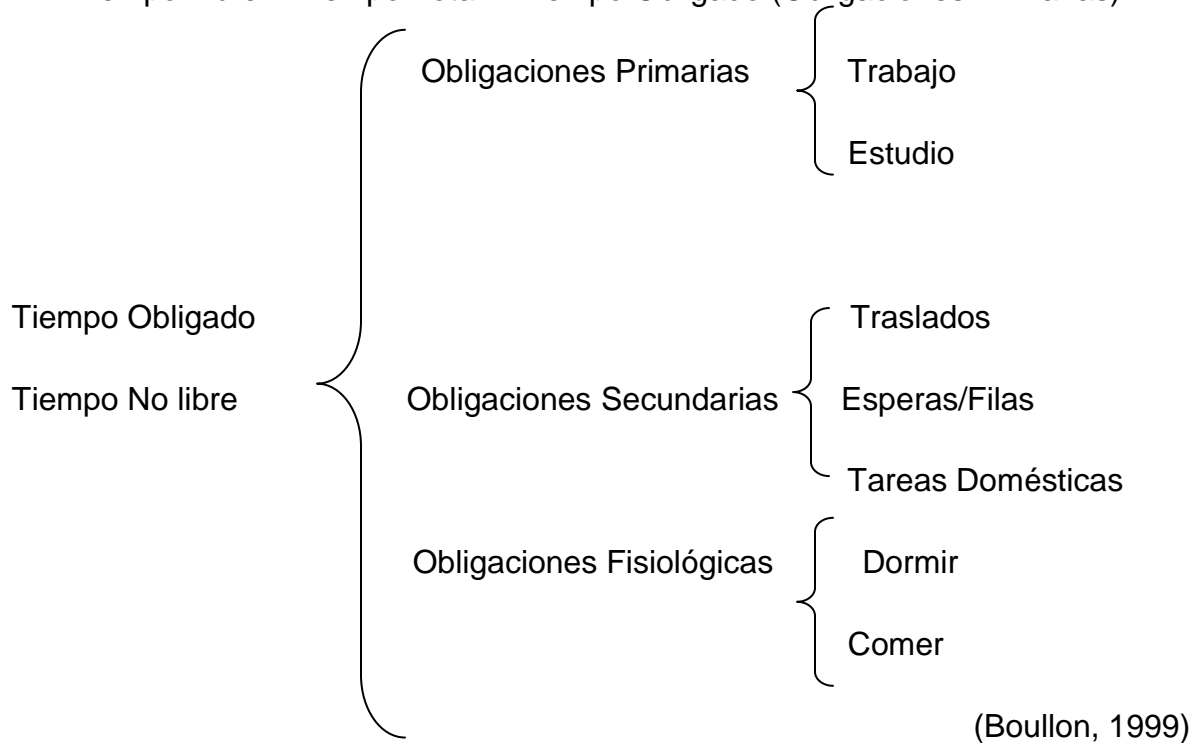 Obligaciones Primarias Trabajo
Estudio
Tiempo Obligado Traslados
Tiempo No libre Obligaciones Secundarias Esperas/Filas
Tareas Domésticas
Obligaciones Fisiológicas Dormir
Comer
(Boullon, 1999)